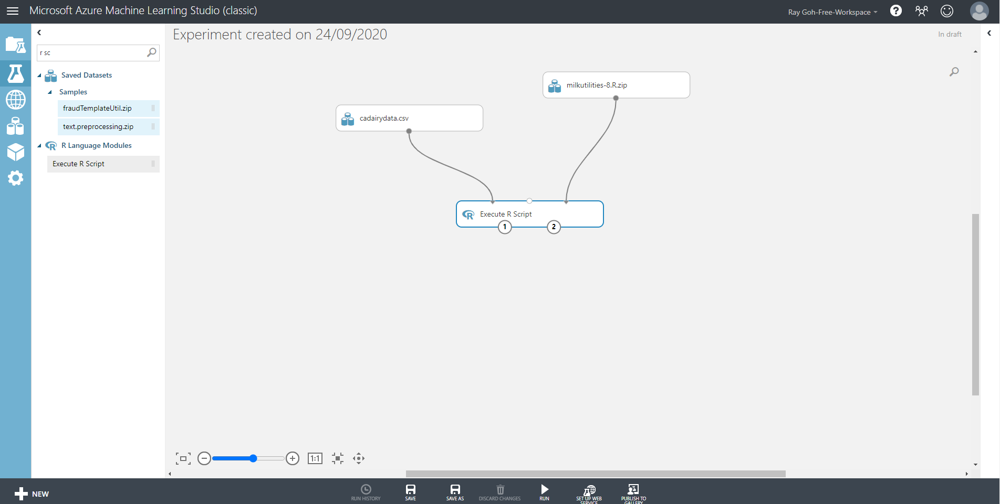 Microsoft Azure Machine Learning Studio (classic)
Ray Goh-Free-Workspace
?
Experiment created on 24/09/2020
In draft
r sc
Saved Datasets
Samples
fraudTemplateUtil.zip
text.preprocessing.zip
R Language Modules
Execute R Script
milkutilities-8.R.zip
cadairydata.csv
Execute R Script
1
2
1:1
NEW
RUN HISTORY
SAVE
SAVE AS
DISCARD CHANGES
RUN
SET UP WEB
SERVICE
PUBLISH TO
GALLERY